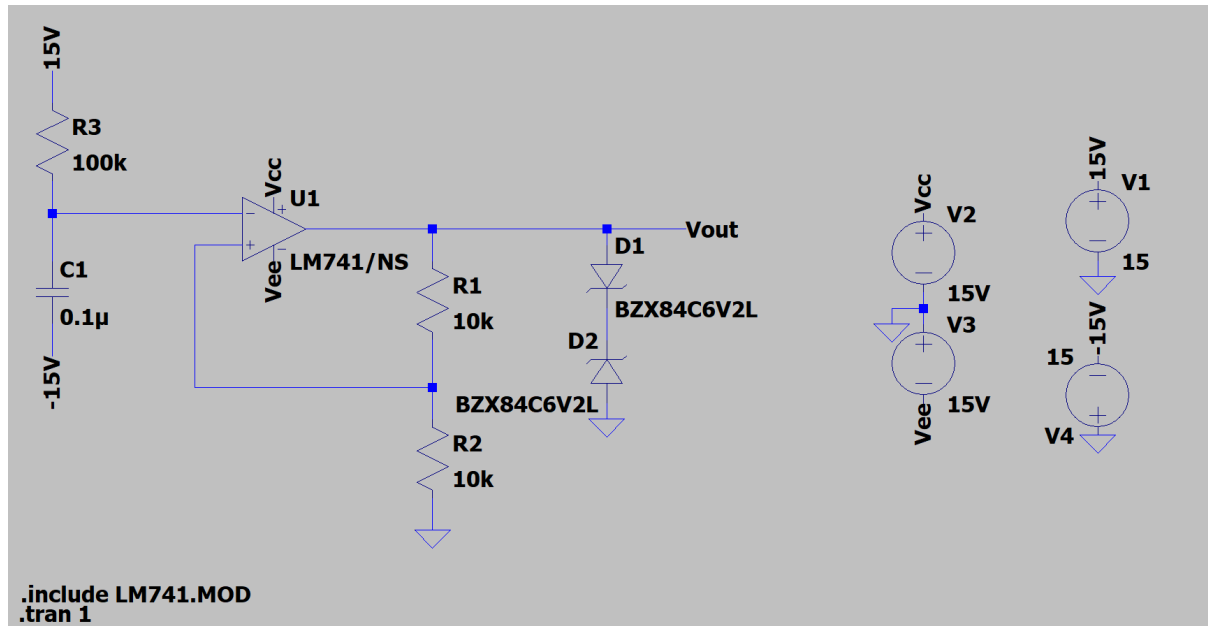 15V
R3
100k
C1
0.1µ
-15V
Vcc
U1
LM741/NS
Vee
R1
10k
R2
10k
Vout
D1
BZX84C6V2L
D2
BZX84C6V2L
Vcc
V2
15V
V3
15V
Vee
15V
V1
15
-15V
15
V4
.include LM741.MOD
.tran 1